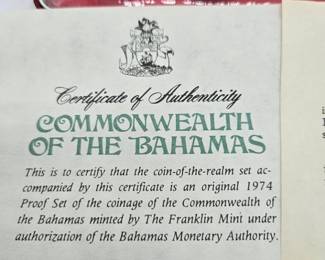 Certificate of Authenticity
COMMONWEALTH
OF THE BAHAMAS
This is to certify that the coin-of-the-realm set ac-
companied by this certificate is an original 1974
Proof Set of the coinage of the Commonwealth of
the Bahamas minted by The Franklin Mint under
authorization of the Bahamas Monetary Authority.